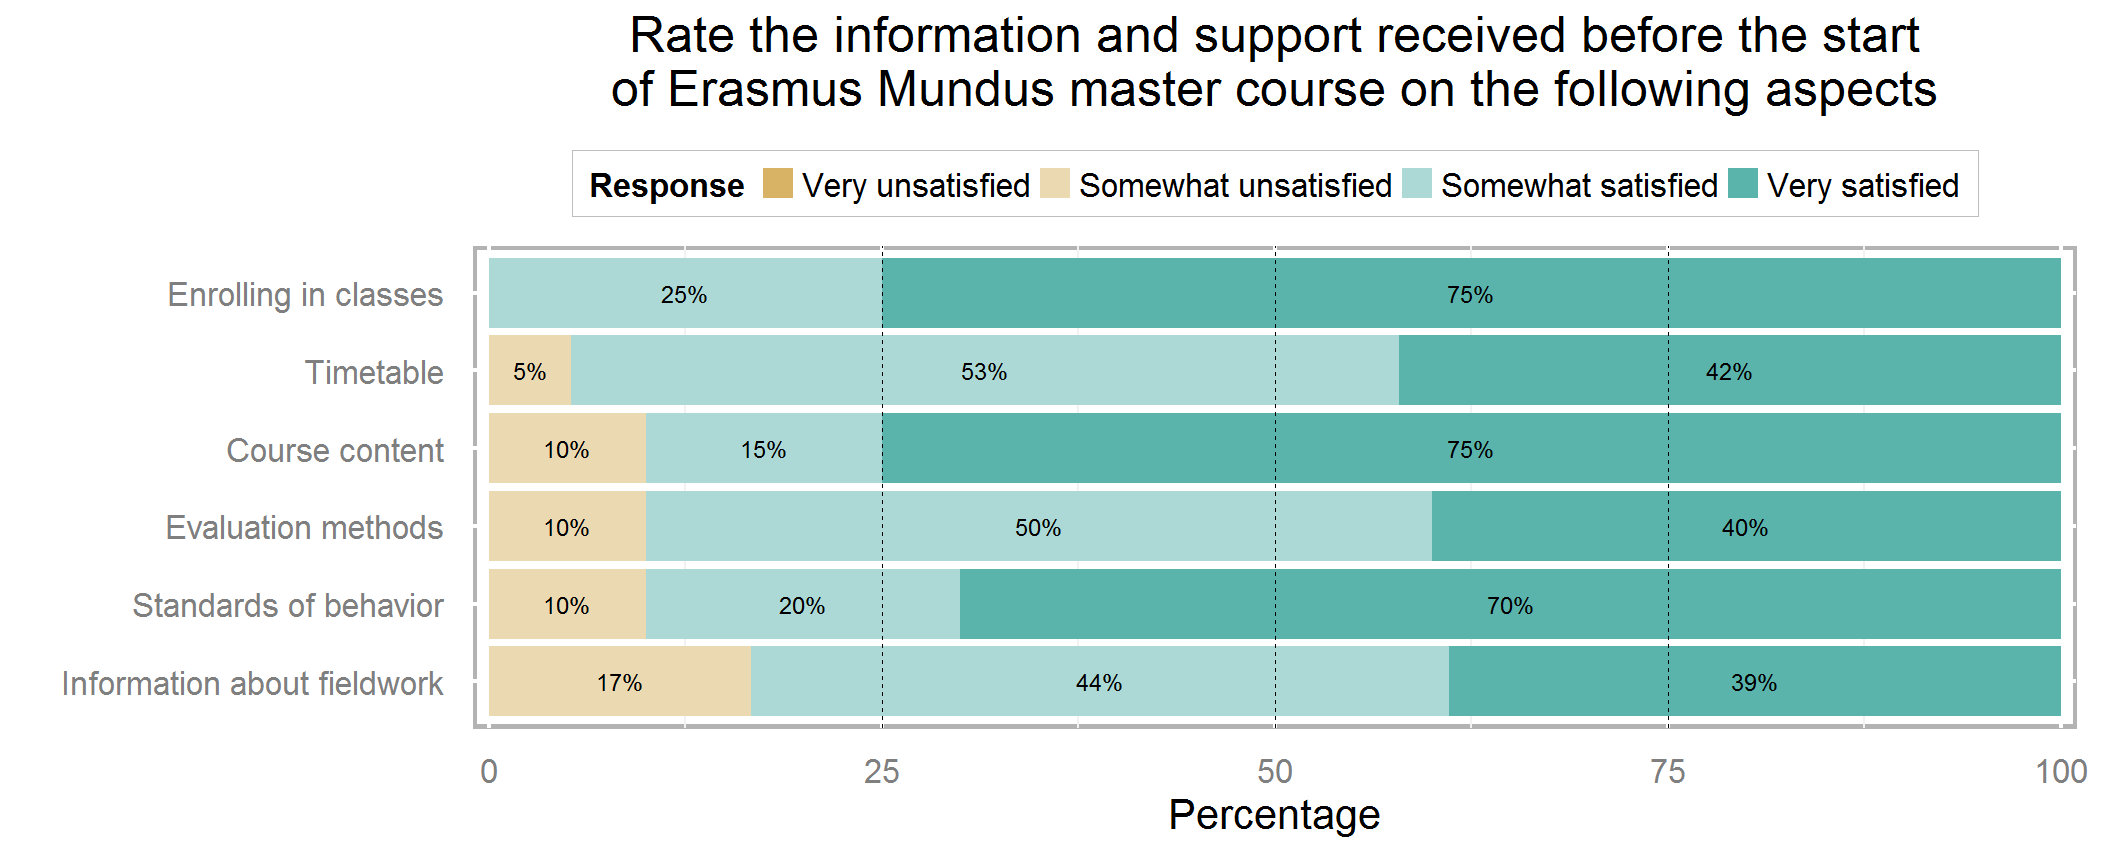 Rate the information and support received before the start
of Erasmus Mundus master course on the following aspects
Response Very unsatisfied Somewhat unsatisfied Somewhat satisfied Very satisfied
Enrolling in classes 25% 75%
Timetable 5% 53% 42%
Course content 10% 15% 75%
Evaluation methods 10% 50% 40%
Standards of behavior 10% 20% 70%
Information about fieldwork 17% 44% 39%
0 25 50 75 100
Percentage